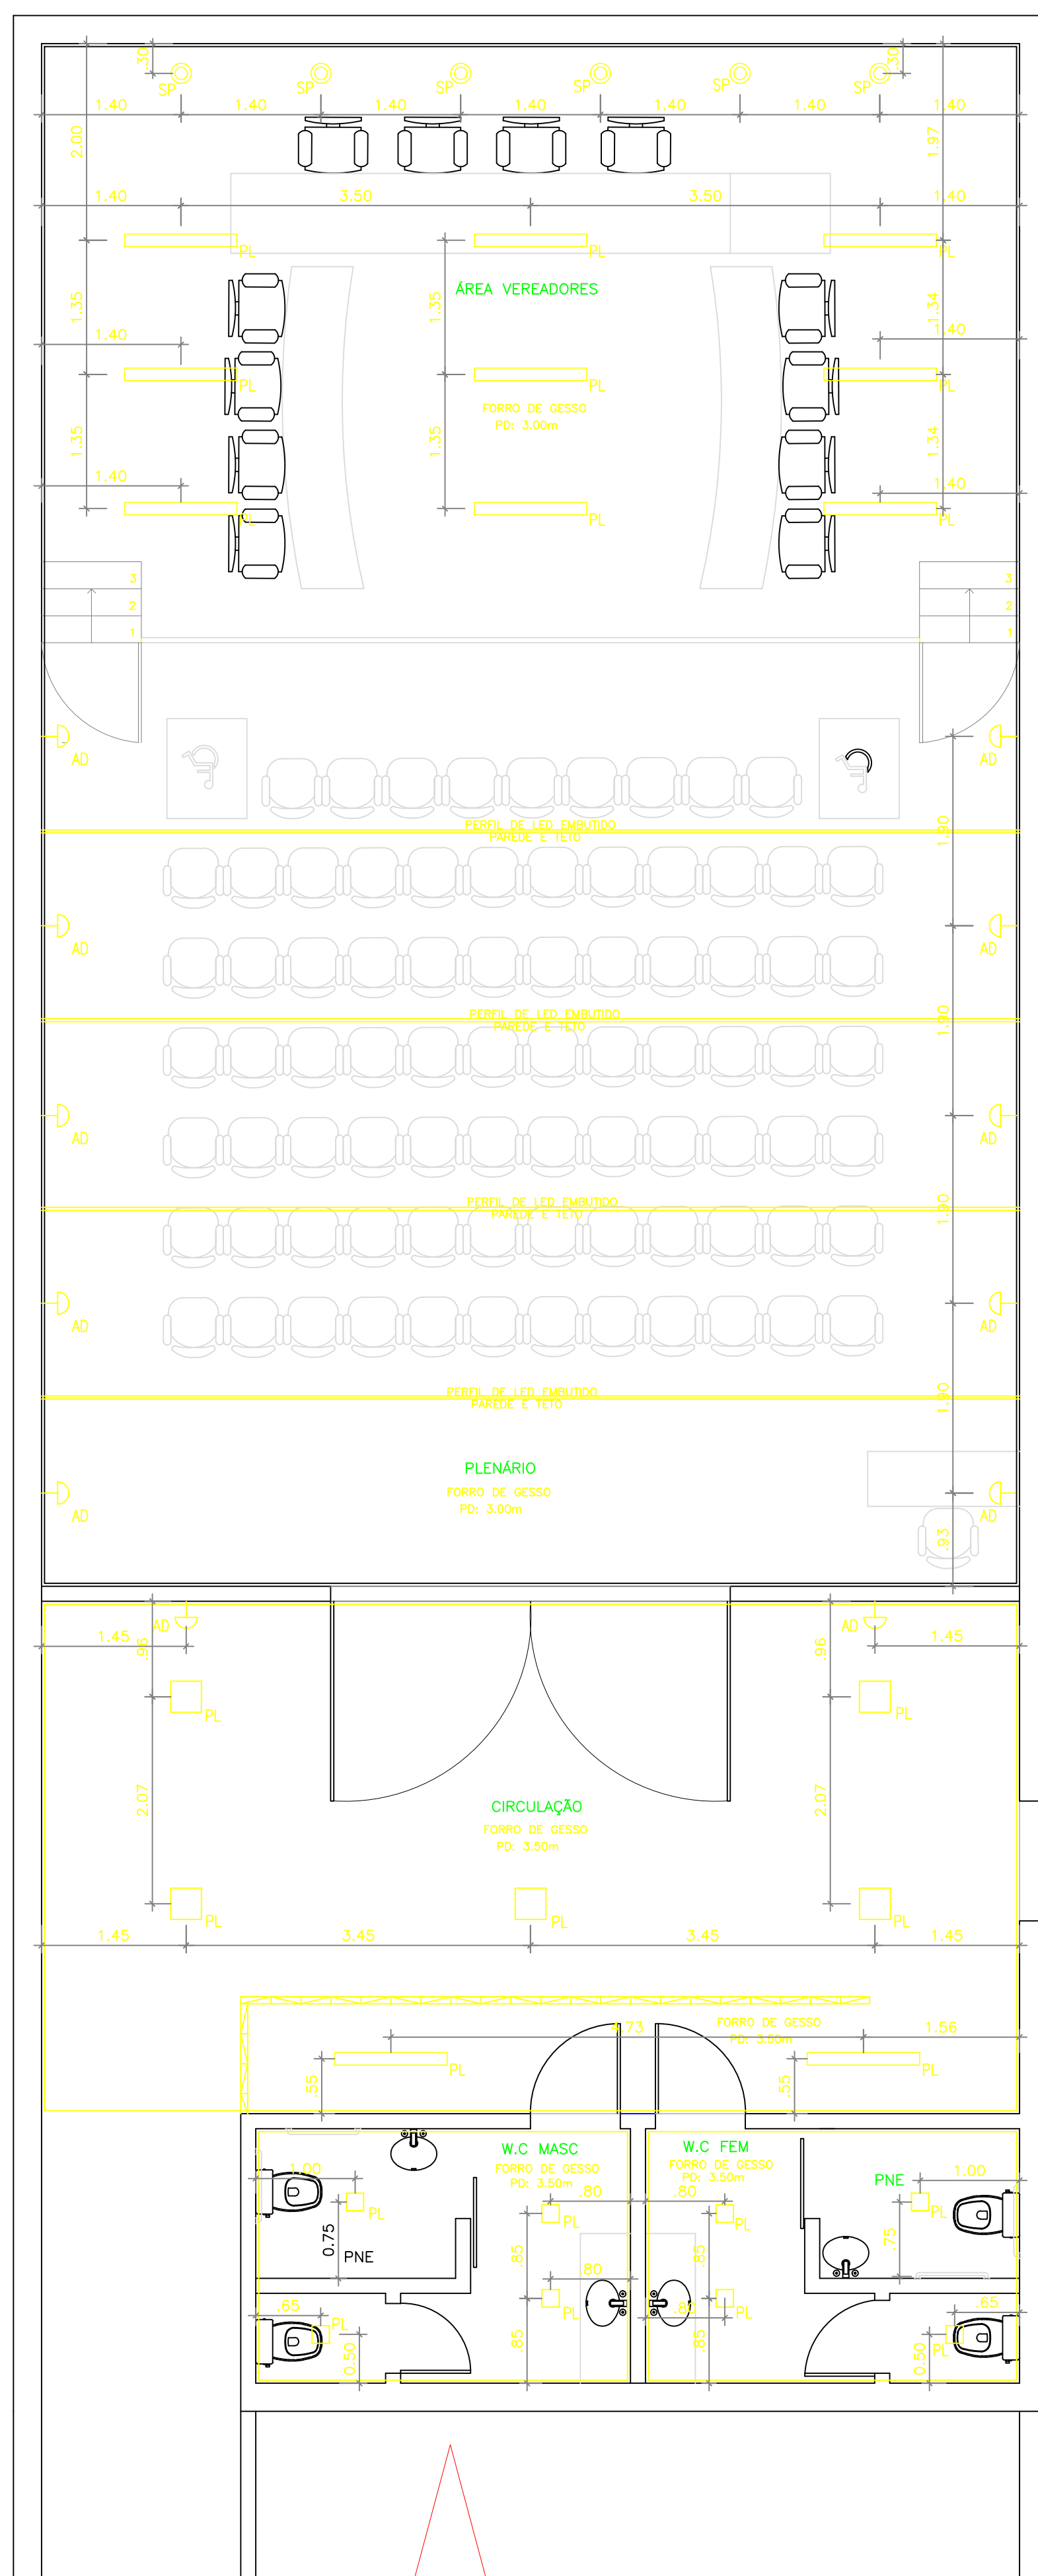 .30
.30
SP
SP
SP
SP
SP
SP
1.40
1.40
1.40
1.40
1.40
1.40
1.40
2.00
1.97
1.40
3.50
3.50
1.40
PL
PL
PL
ÁREA VEREADORES
1.35
1.35
1.34
1.40
1.40
PL
PL
PL
FORRO DE GESSO
PD: 3.00m
1.35
1.35
1.34
1.40
1.40
PL
PL
PL
3
3
2
2
1
1
AD
AD
PERFIL DE LED EMBUTIDO
PAREDE E TETO
1.90
AD
AD
PERFIL DE LED EMBUTIDO
PAREDE E TETO
1.90
AD
AD
PERFIL DE LED EMBUTIDO
PAREDE E TETO
1.90
AD
AD
PERFIL DE LED EMBUTIDO
PAREDE E TETO
1.90
PLENÁRIO
FORRO DE GESSO
PD: 3.00m
AD
AD
.93
AD
AD
1.45
.96
.96
1.45
PL
PL
2.07
2.07
CIRCULAÇÃO
FORRO DE GESSO
PD: 3.50m
PL
PL
PL
1.45
3.45
3.45
1.45
FORRO DE GESSO
PD: 3.50m
4.73
1.56
PL
PL
.55
.55
W.C MASC
FORRO DE GESSO
PD: 3.50m
W.C FEM
FORRO DE GESSO
PD: 3.50m
1.00
PNE
1.00
.80
.80
PL
PL
PL
PL
0.75
PNE
.85
.85
.75
.80
.80
PL
PL
.65
.65
PL
PL
0.50
.85
.85
0.50